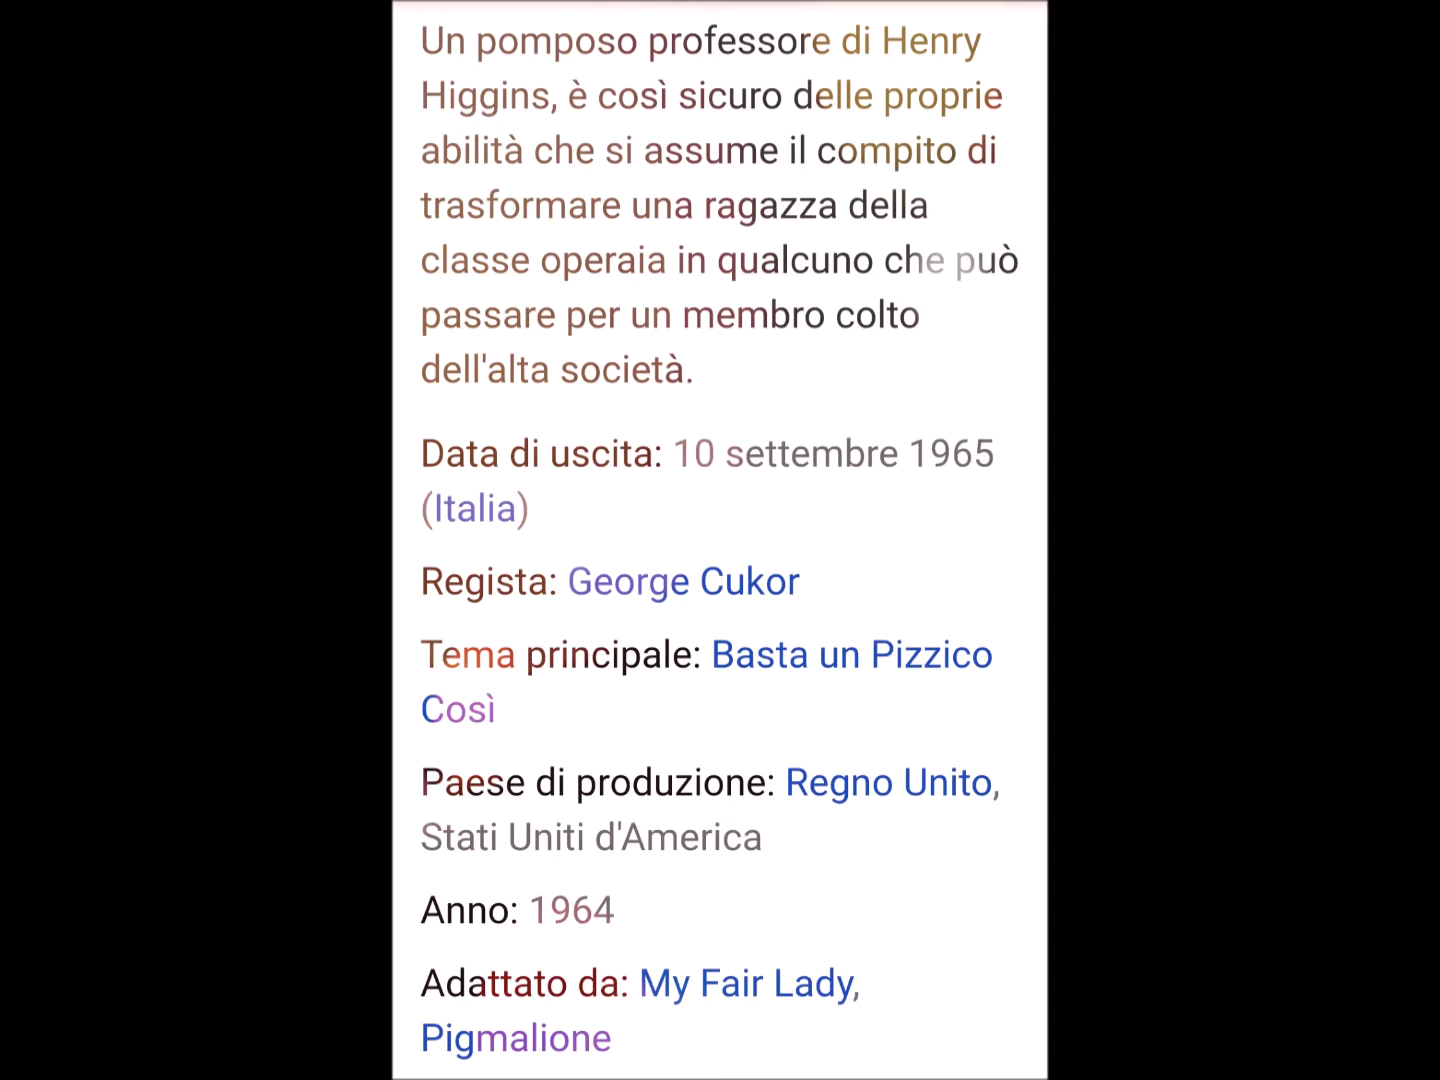 Un pomposo professore di Henry
Higgins, è così sicuro delle proprie
abilità che si assume il compito di
trasformare una ragazza della
classe operaia in qualcuno che può
passare per un membro colto
dell'alta società.
Data di uscita: 10 settembre 1965
(Italia)
Regista: George Cukor
Tema principale: Basta un Pizzico
Così
Paese di produzione: Regno Unito,
Stati Uniti d'America
Anno: 1964
Adattato da: My Fair Lady,
Pigmalione